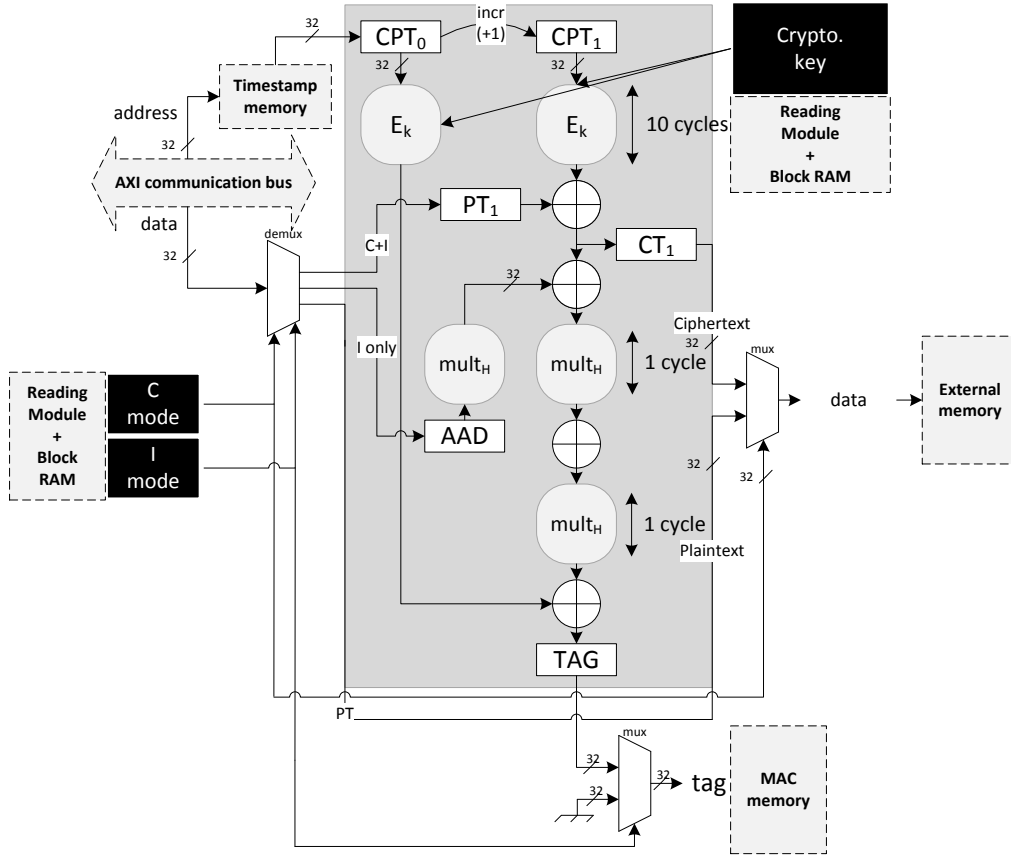 32
CPT0
incr
(+1)
CPT1
32
32
Crypto.
key
Timestamp
memory
address
32
Ek
Ek
10 cycles
Reading
Module
+
Block RAM
AXI communication bus
data
32
demux
PT1
C+I
CT1
32
I only
multH
multH
1 cycle
Ciphertext
32
mux
Reading
Module
+
Block
RAM
C
mode
I
mode
AAD
data
External
memory
32
32
multH
1 cycle
Plaintext
TAG
PT
mux
32
32
32
tag
MAC
memory